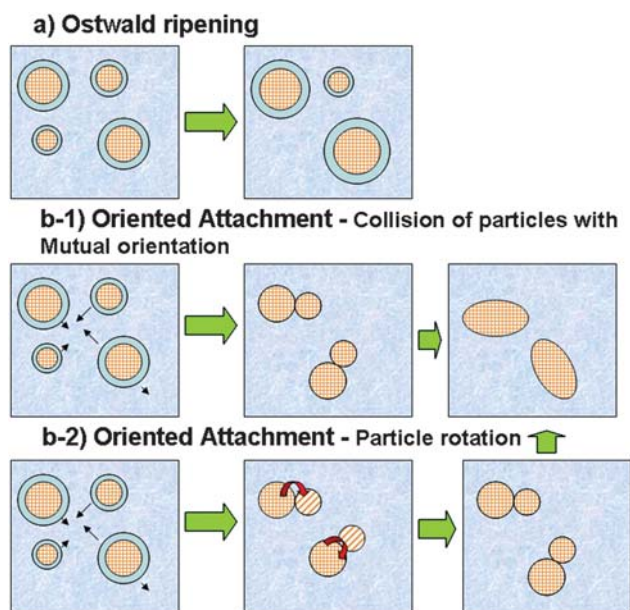 a) Ostwald ripening
b-1) Oriented Attachment - Collision of particles with
Mutual orientation
b-2) Oriented Attachment - Particle rotation